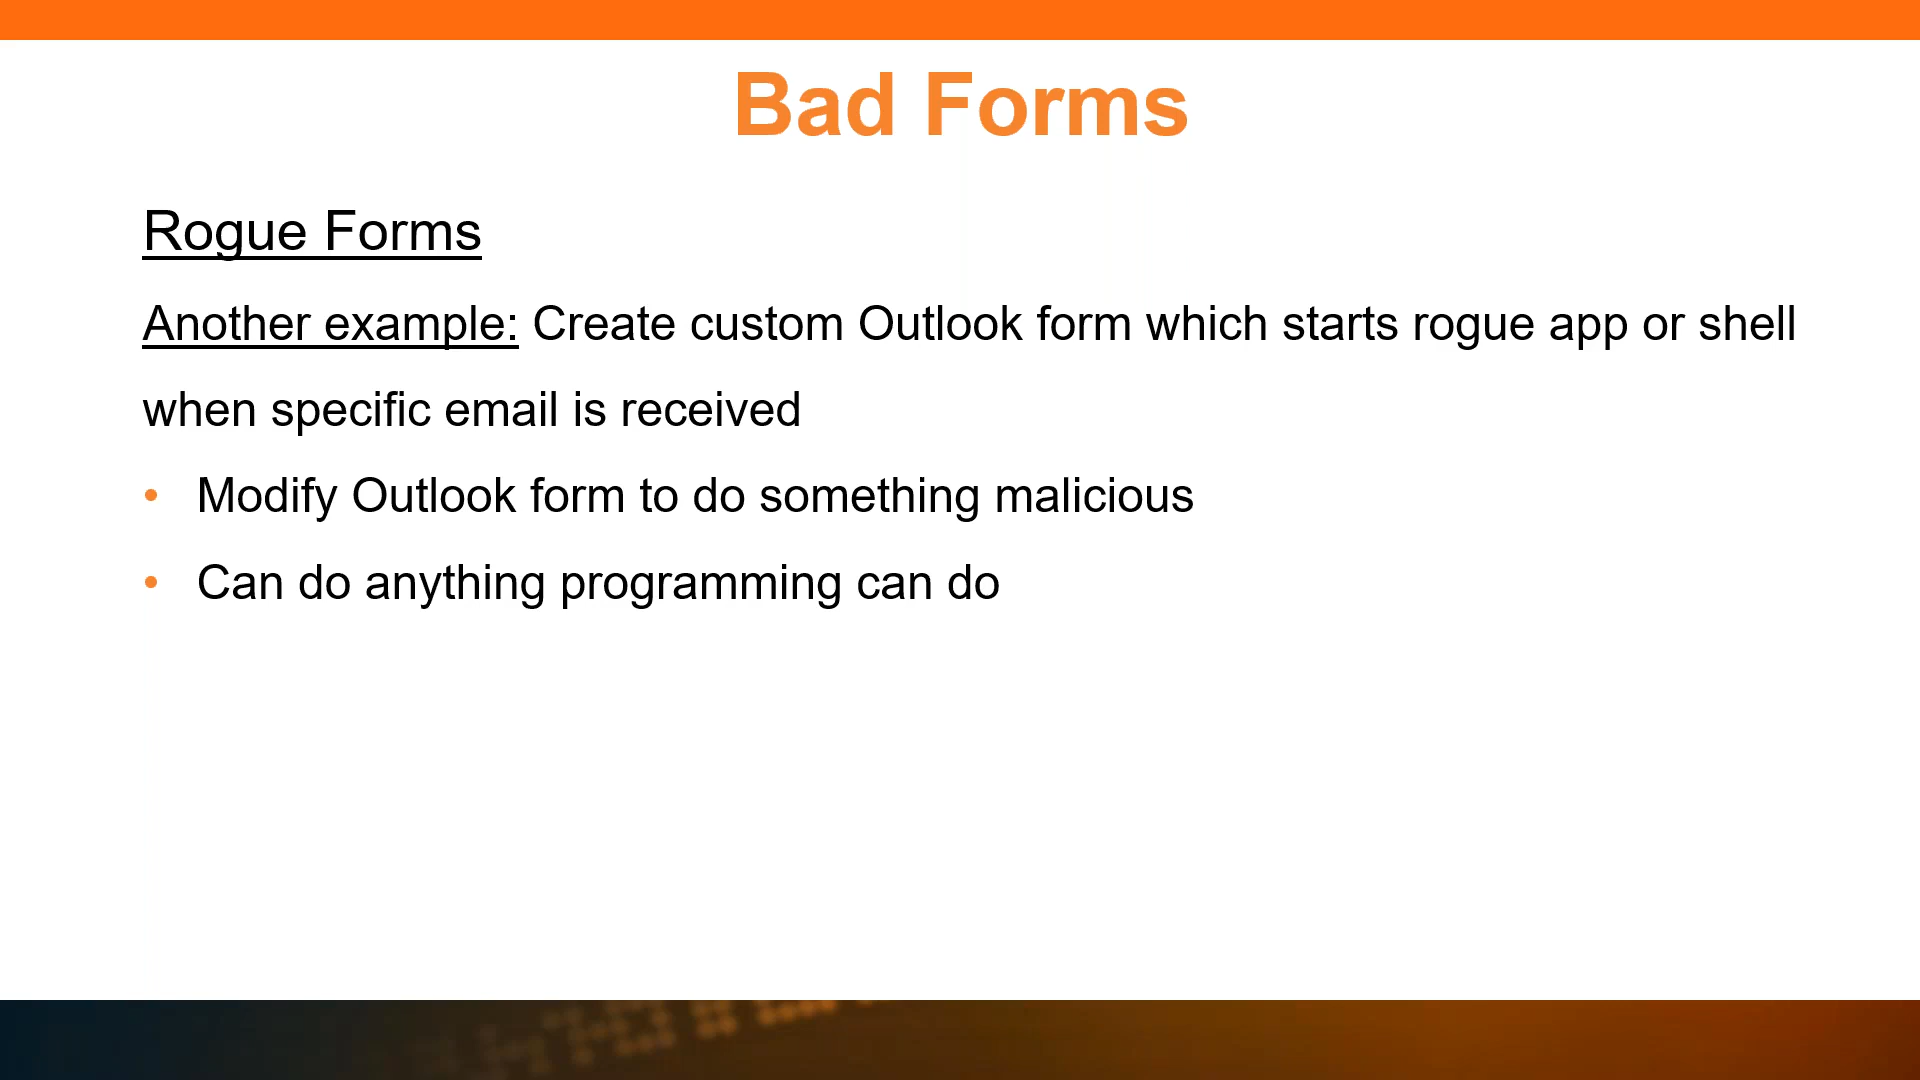 Bad Forms
Rogue Forms
Another example: Create custom Outlook form which starts rogue app or shell
when specific email is received
• Modify Outlook form to do something malicious
• Can do anything programming can do